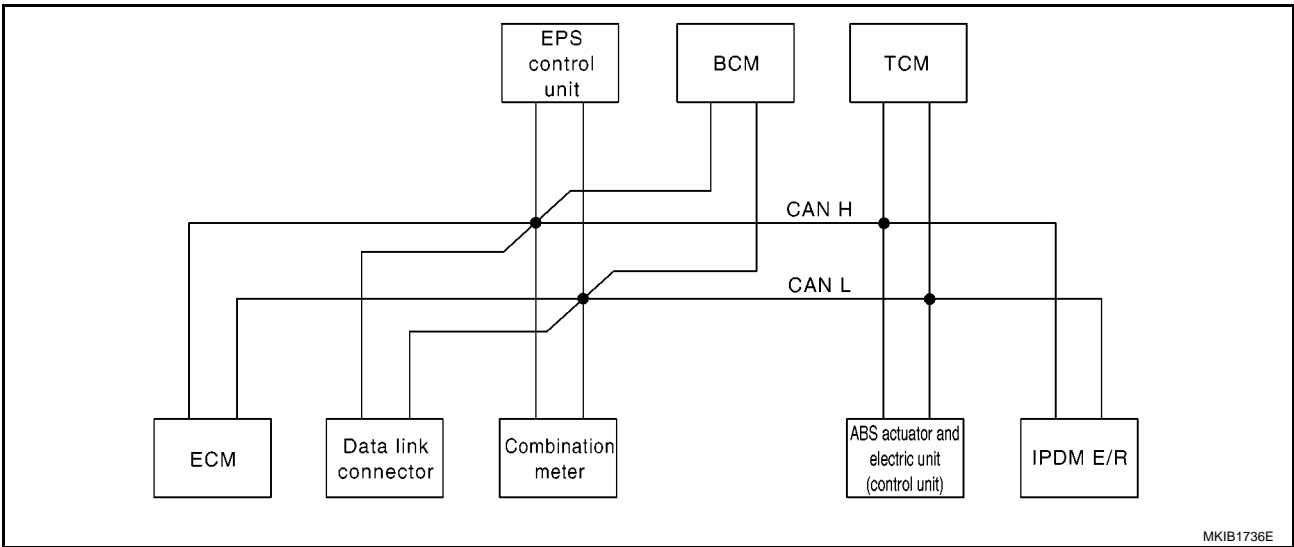 EPS
control
unit
BCM
TCM
CAN H
CAN L
ECM
Data link
connector
Combination
meter
ABS actuator and
electric unit
(control unit)
IPDM E/R
MKIB1736E